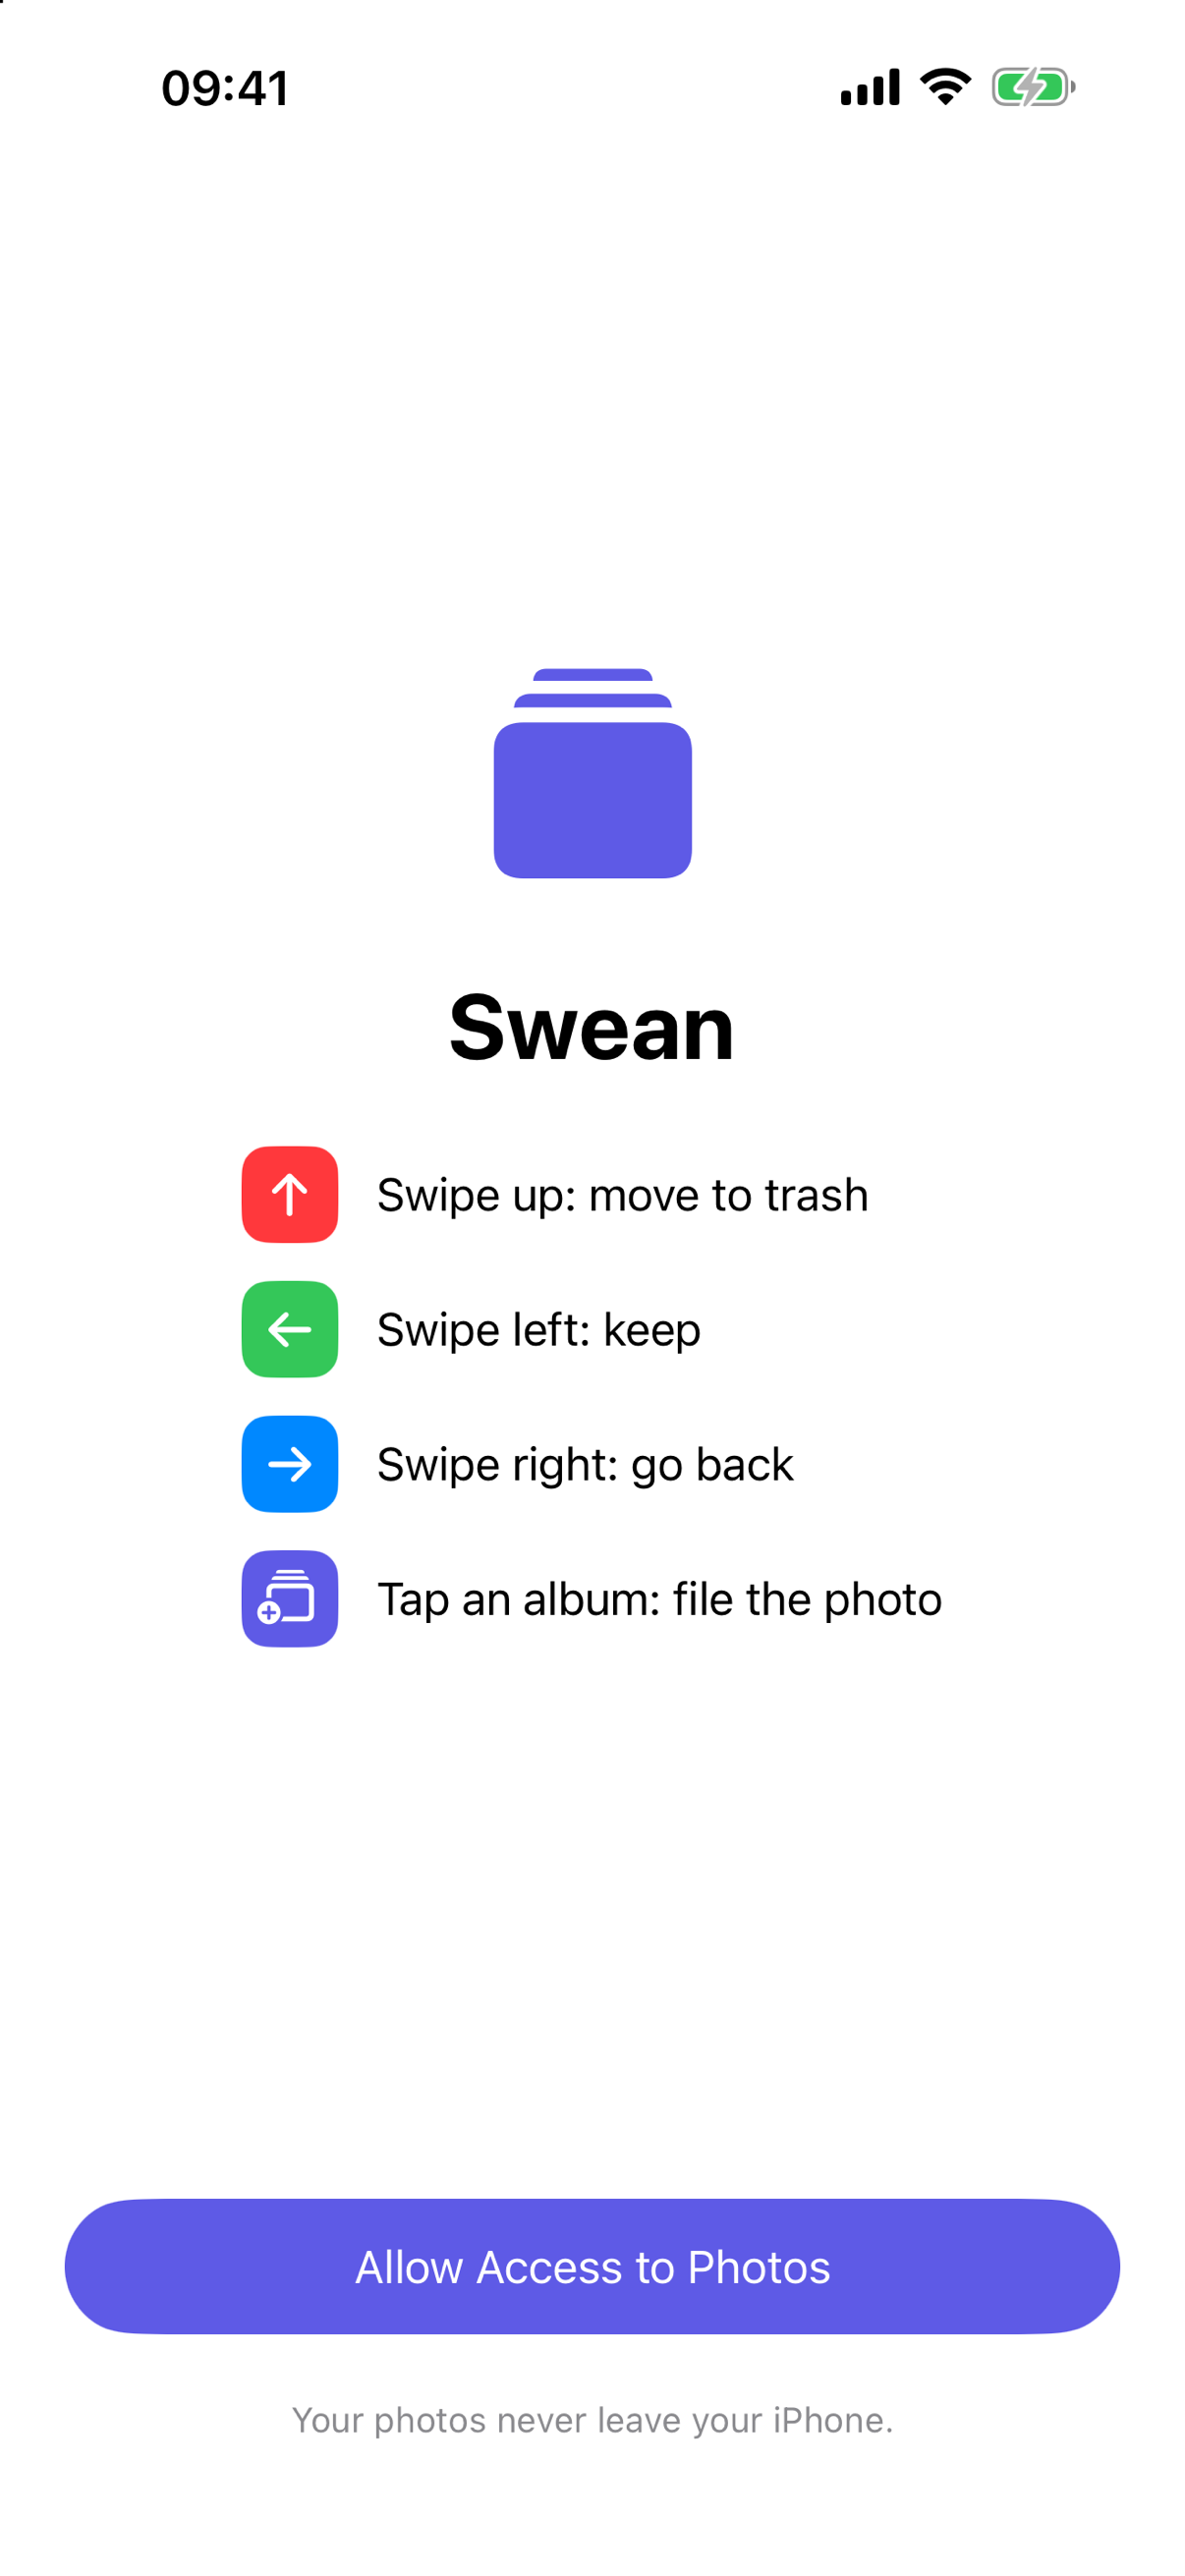 09:41
Swean
Swipe up: move to trash
Swipe left: keep
Swipe right: go back
Tap an album: file the photo
Allow Access to Photos
Your photos never leave your iPhone.